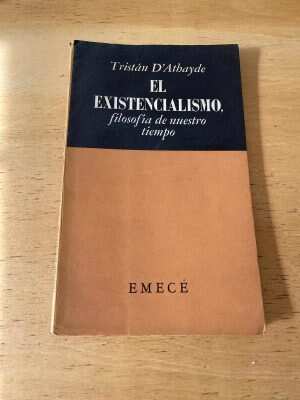 Tristán D'Athayde
EL
EXISTENCIALISMO,
filosofía de nuestro
tiempo
EMECÉ